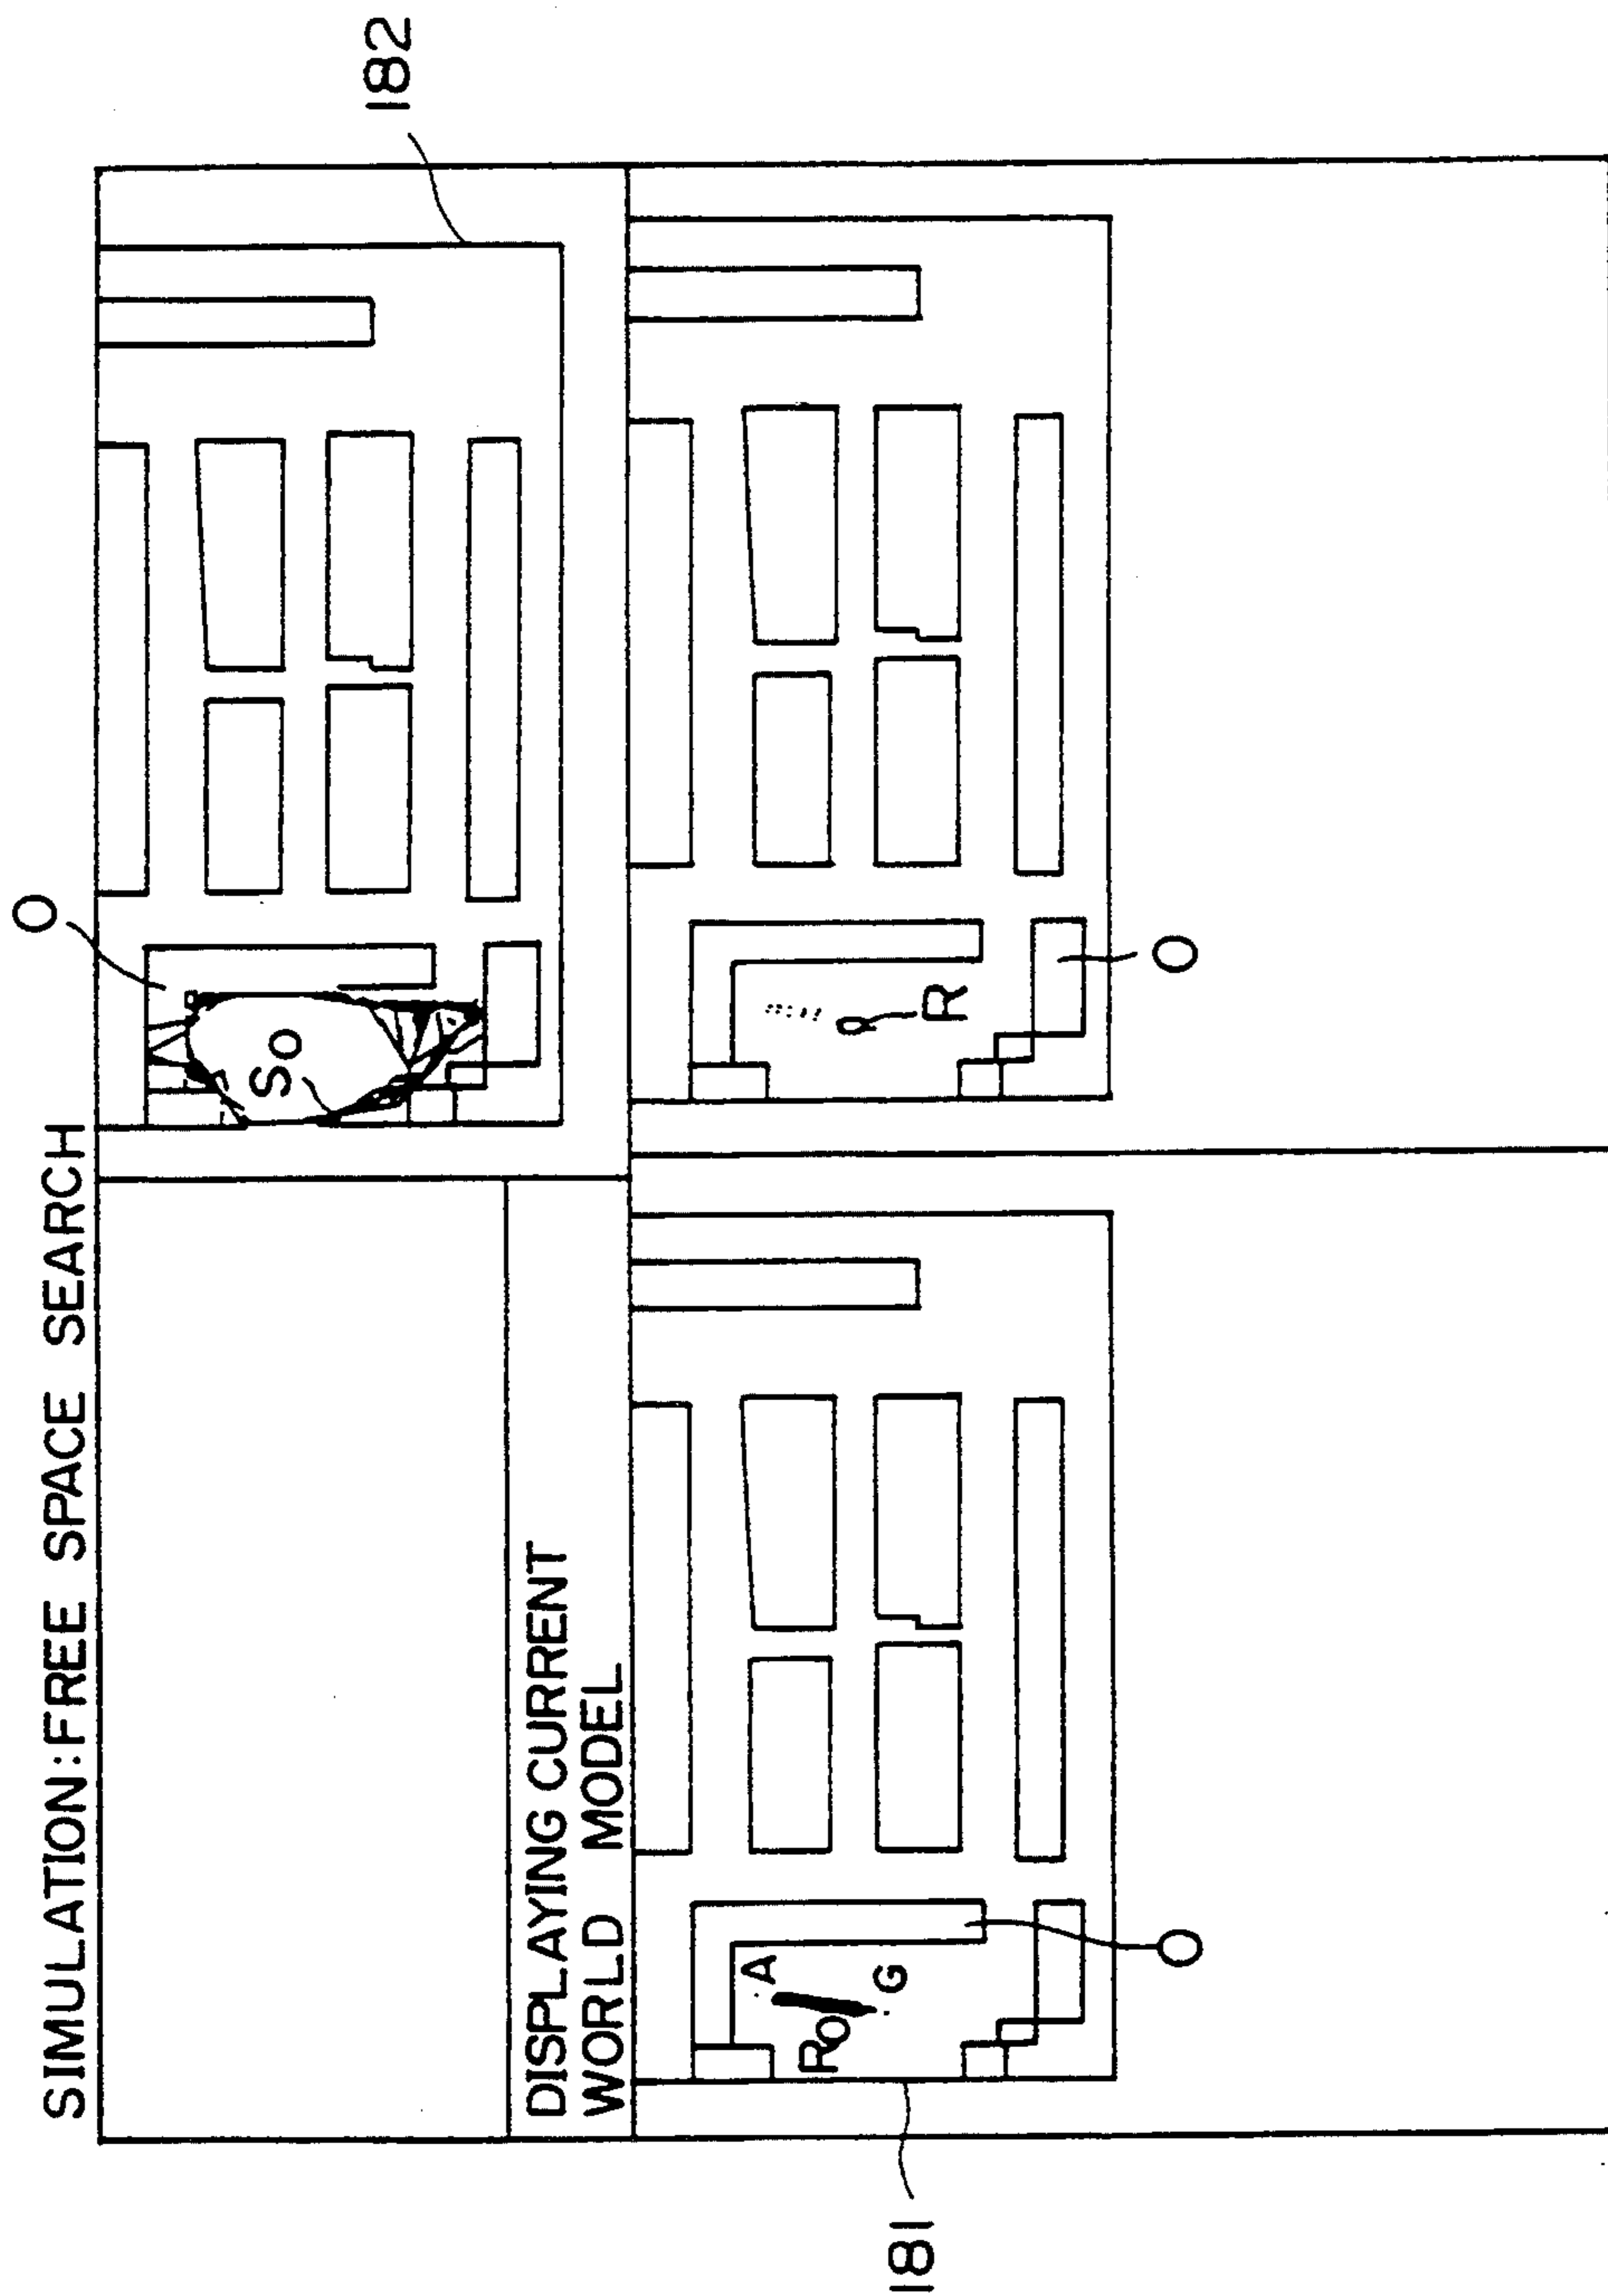 SIMULATION:FREE SPACE SEARCH
O
182
So
DISPLAYING CURRENT
WORLD MODEL
A
Ro
G
181
O
R
O